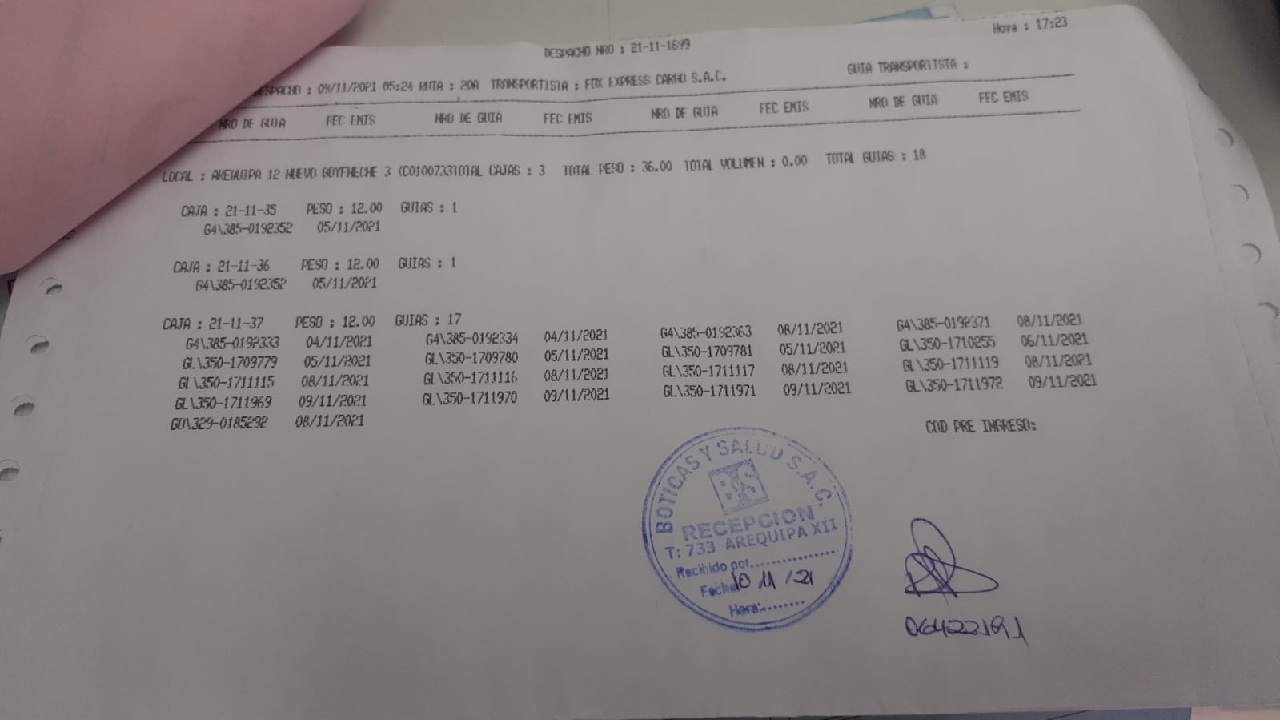 Hora : 17:23
DESPACHO NRO : 21-11-1699
GUIA TRANSPORTISTA :
DESPACHO : 09/11/2021 05:24 RUTA : 20A TRANSPORTISTA : FOX EXPRESS CARGO S.A.C.
NRO DE GUIA FEC EMIS NRO DE GUIA FEC EMIS NRO DE GUIA FEC EMIS NRO DE GUIA FEC EMIS
LOCAL : AREQUIPA 12 NUEVO GOYENECHE 3 (C0100733TOTAL CAJAS : 3 TOTAL PESO : 36.00 TOTAL VOLUMEN : 0.00 TOTAL GUIAS : 18
CAJA : 21-11-35 PESO : 12.00 GUIAS : 1
G4\385-0192352 05/11/2021
CAJA : 21-11-36 PESO : 12.00 GUIAS : 1
G4\385-0192352 05/11/2021
CAJA : 21-11-37 PESO : 12.00 GUIAS : 17
G4\385-0192333 04/11/2021 G4\385-0192334 04/11/2021 G4\385-0192363 08/11/2021 G4\385-0192371 08/11/2021
GL\350-1709779 05/11/2021 GL\350-1709780 05/11/2021 GL\350-1709781 05/11/2021 GL\350-1710255 06/11/2021
GL\350-1711115 08/11/2021 GL\350-1711116 08/11/2021 GL\350-1711117 08/11/2021 GL\350-1711119 08/11/2021
GL\350-1711969 09/11/2021 GL\350-1711970 09/11/2021 GL\350-1711971 09/11/2021 GL\350-1711972 09/11/2021
GO\329-0185292 08/11/2021
COD PRE INGRESO:
BOTICAS Y SALUD S.A.C.
BS
RECEPCION
T: 733 AREQUIPA XII
Recibido por...............
Fecha 10 11 /21
Hora:........